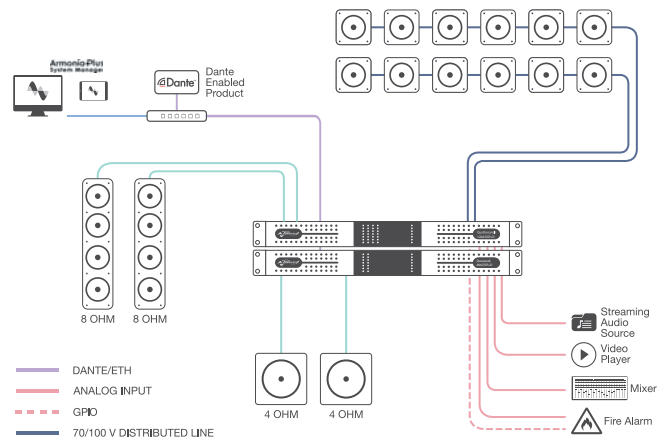 Armonía Plus
System Manager
Dante
Dante
Enabled
Product
8 OHM
8 OHM
4 OHM
4 OHM
Streaming
Audio
Source
Video
Player
Mixer
Fire Alarm
DANTE/ETH
ANALOG INPUT
GPIO
70/100 V DISTRIBUTED LINE